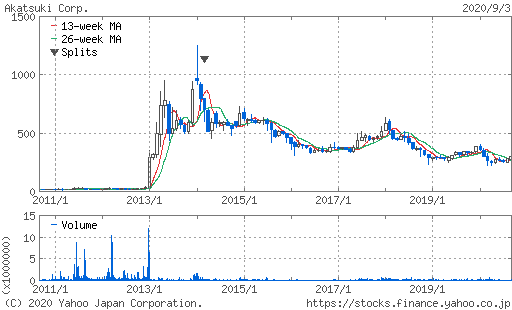 Akatsuki Corp. 2020/9/3
1500
13-week MA
26-week MA
Splits
1000
500
0
2011/1 2013/1 2015/1 2017/1 2019/1
15
Volume
10
5
0
(x1000000)
2011/1 2013/1 2015/1 2017/1 2019/1
(C) 2020 Yahoo Japan Corporation. https://stocks.finance.yahoo.co.jp/